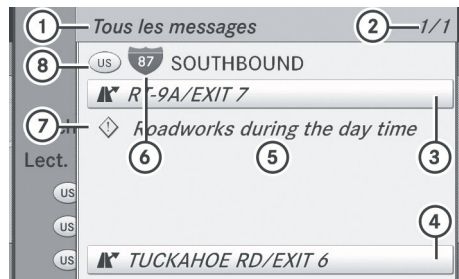 1 Tous les messages 2 1/1
8 US 87 SOUTHBOUND
RT-9A/EXIT 7
7 ch Roadworks during the day time
6 5 3
Lect.
US
US
4
US TUCKAHOE RD/EXIT 6